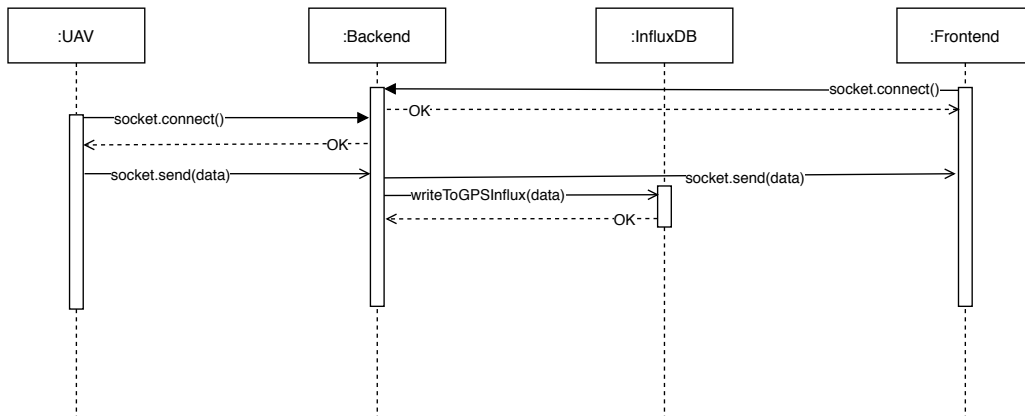 :UAV
:Backend
:InfluxDB
:Frontend
socket.connect()
OK
socket.connect()
OK
socket.send(data)
socket.send(data)
writeToGPSInflux(data)
OK